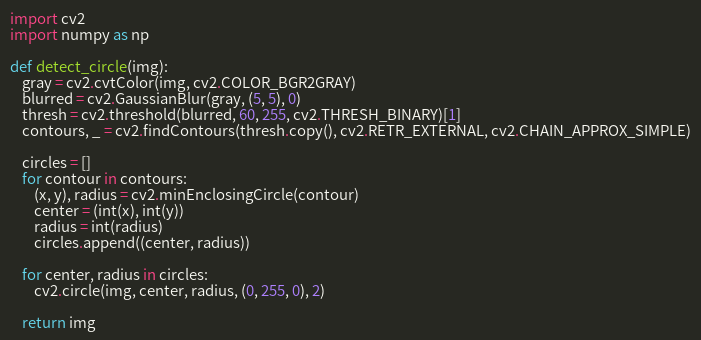 import cv2
import numpy as np
def detect_circle(img):
gray = cv2.cvtColor(img, cv2.COLOR_BGR2GRAY)
blurred = cv2.GaussianBlur(gray, (5, 5), 0)
thresh = cv2.threshold(blurred, 60, 255, cv2.THRESH_BINARY)[1]
contours, _ = cv2.findContours(thresh.copy(), cv2.RETR_EXTERNAL, cv2.CHAIN_APPROX_SIMPLE)
circles = []
for contour in contours:
(x, y), radius = cv2.minEnclosingCircle(contour)
center = (int(x), int(y))
radius = int(radius)
circles.append((center, radius))
for center, radius in circles:
cv2.circle(img, center, radius, (0, 255, 0), 2)
return img